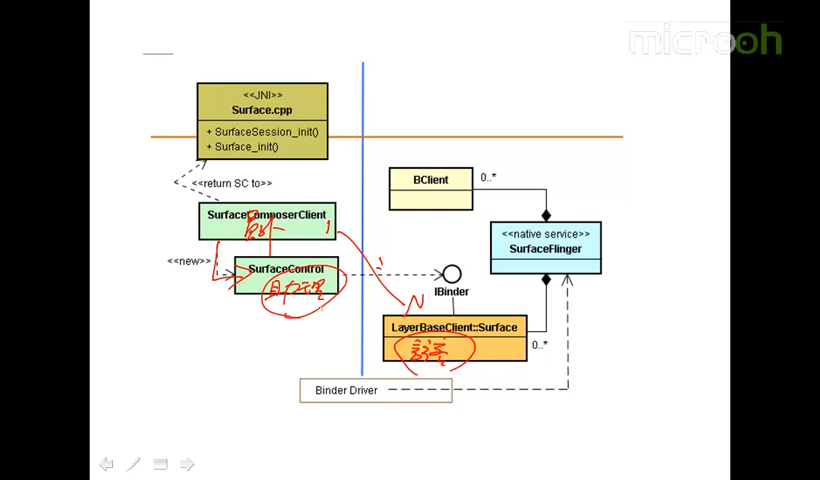 microoh
<<JNI>>
Surface.cpp
+ SurfaceSession_init()
+ Surface_init()
<<return SC to>>
SurfaceComposerClient
1
<<new>>
SurfaceControl
BClient
0..*
<<native service>>
SurfaceFlinger
IBinder
N
LayerBaseClient::Surface
0..*
Binder Driver